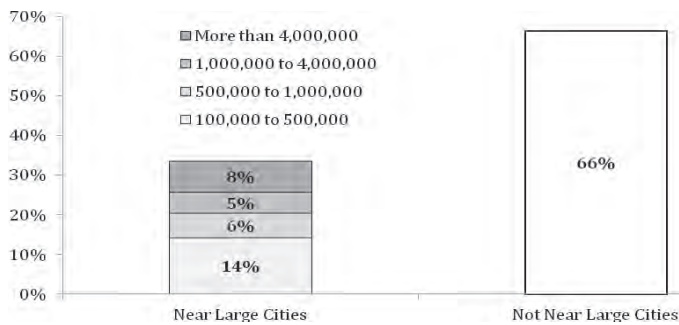 70%
60%
50%
40%
30%
20%
10%
0%
More than 4,000,000
1,000,000 to 4,000,000
500,000 to 1,000,000
100,000 to 500,000
8%
5%
6%
14%
66%
Near Large Cities
Not Near Large Cities